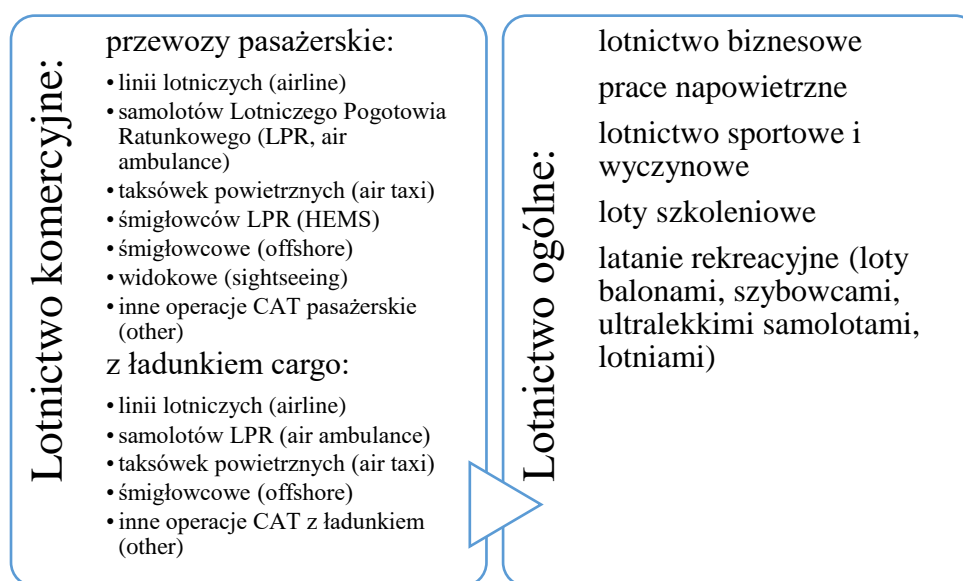 Lotnictwo komercyjne:
przewozy pasażerskie:
• linii lotniczych (airline)
• samolotów Lotniczego Pogotowia
Ratunkowego (LPR, air
ambulance)
• taksówek powietrznych (air taxi)
• śmigłowców LPR (HEMS)
• śmigłowcowe (offshore)
• widokowe (sightseeing)
• inne operacje CAT pasażerskie
(other)
z ładunkiem cargo:
• linii lotniczych (airline)
• samolotów LPR (air ambulance)
• taksówek powietrznych (air taxi)
• śmigłowcowe (offshore)
• inne operacje CAT z ładunkiem
(other)
Lotnictwo ogólne:
lotnictwo biznesowe
prace napowietrzne
lotnictwo sportowe i
wyczynowe
loty szkoleniowe
latanie rekreacyjne (loty
balonami, szybowcami,
ultralekkimi samolotami,
lotniami)